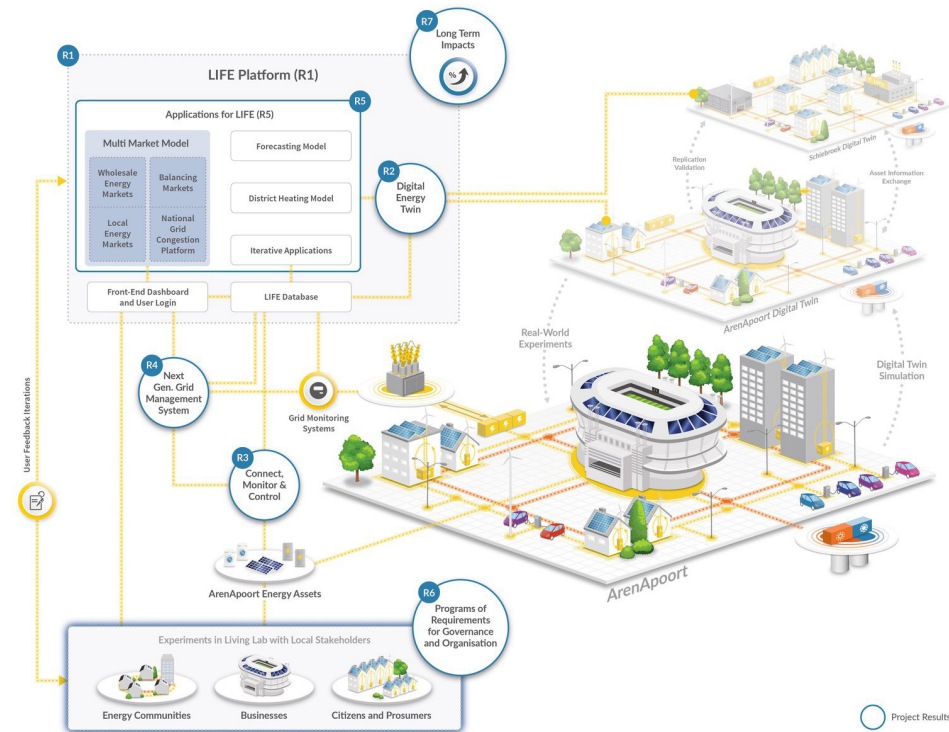 R7
Long Term
Impacts
%
R1
LIFE Platform (R1)
R5
Applications for LIFE (R5)
Multi Market Model
Wholesale
Energy
Markets
Balancing
Markets
Local
Energy
Markets
National
Grid
Congestion
Platform
Forecasting Model
District Heating Model
Iterative Applications
R2
Digital
Energy
Twin
Front-End Dashboard
and User Login
LIFE Database
Schiebroek Digital Twin
Replication
Validation
Asset Information
Exchange
ArenApoort Digital Twin
Real-World
Experiments
Digital Twin
Simulation
R4
Next
Gen. Grid
Management
System
Grid Monitoring
Systems
R3
Connect,
Monitor &
Control
User Feedback Iterations
ArenApoort Energy Assets
ArenApoort
R6
Programs of
Requirements
for Governance
and Organisation
Experiments in Living Lab with Local Stakeholders
Energy Communities
Businesses
Citizens and Prosumers
Project Results